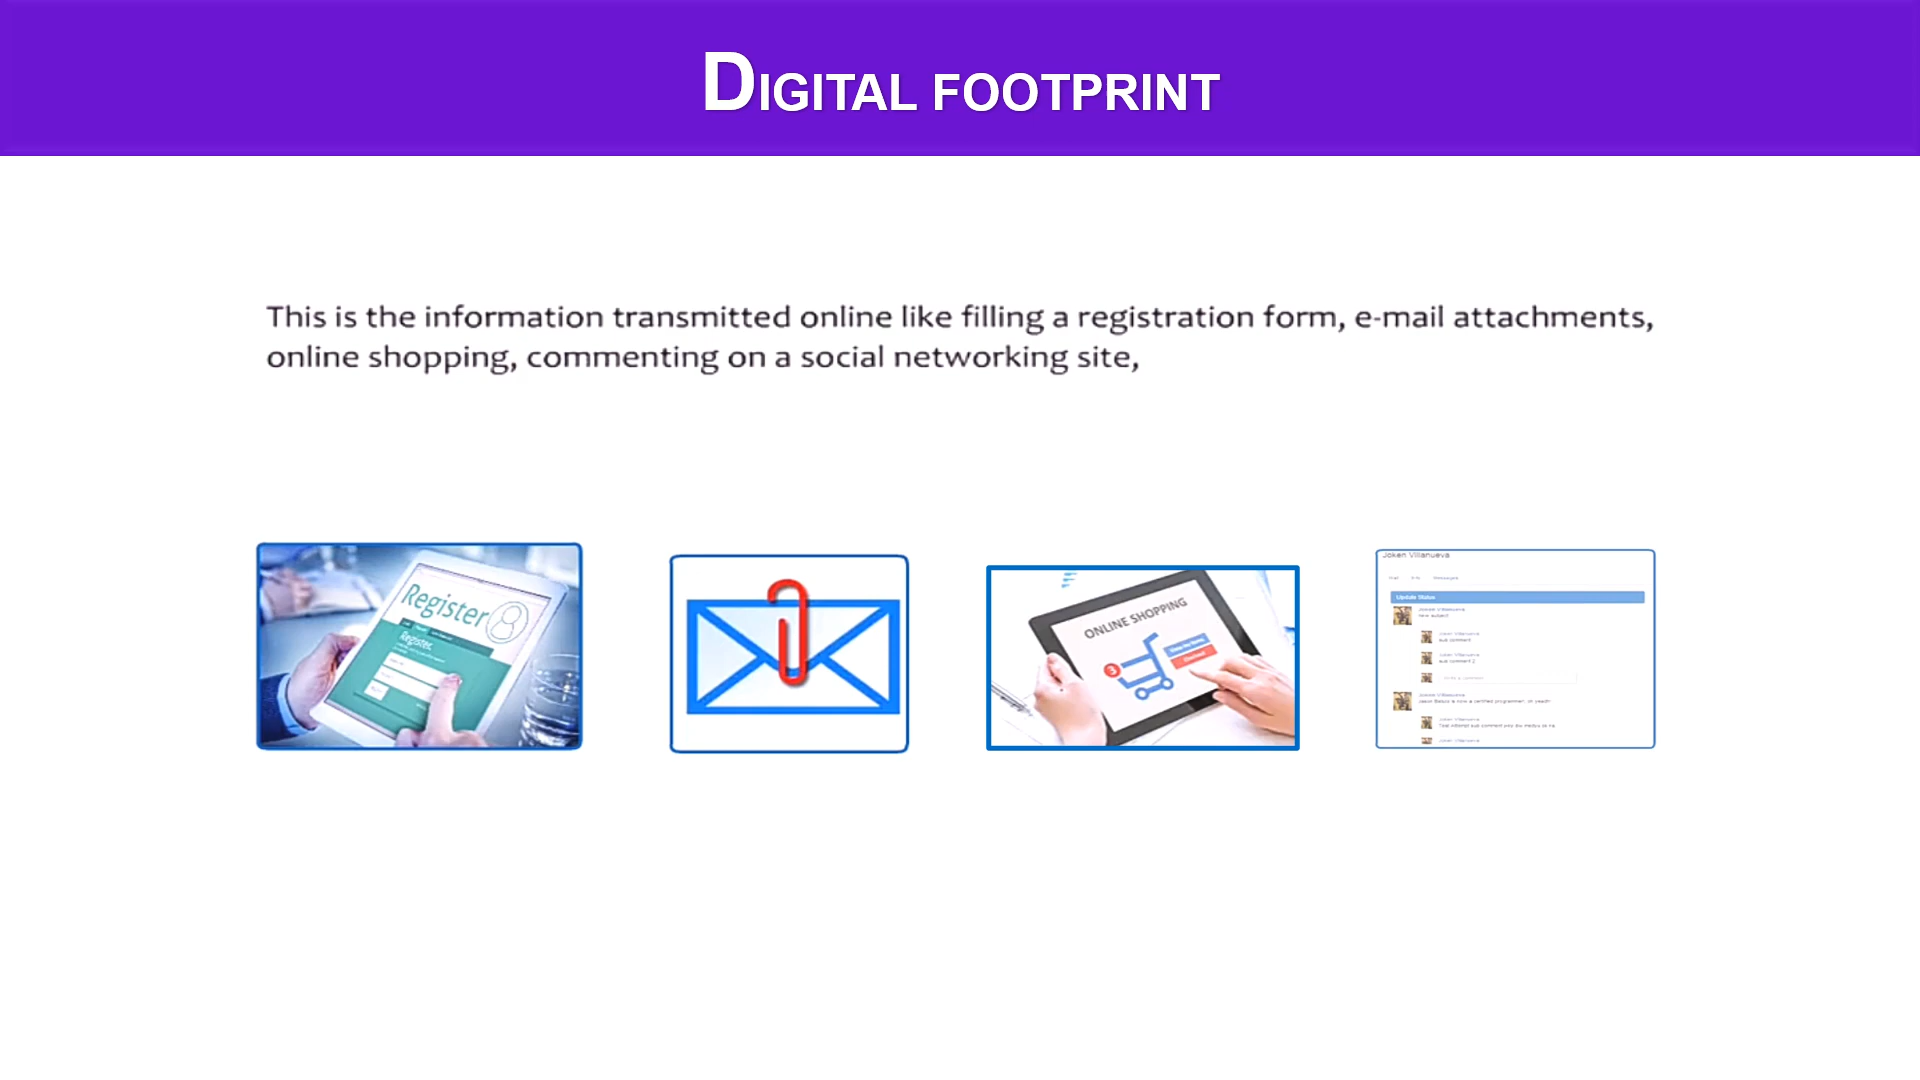 DIGITAL FOOTPRINT
This is the information transmitted online like filling a registration form, e-mail attachments,
online shopping, commenting on a social networking site,
Register
Register
ONLINE SHOPPING
3
Joken Villanueva
Update Status